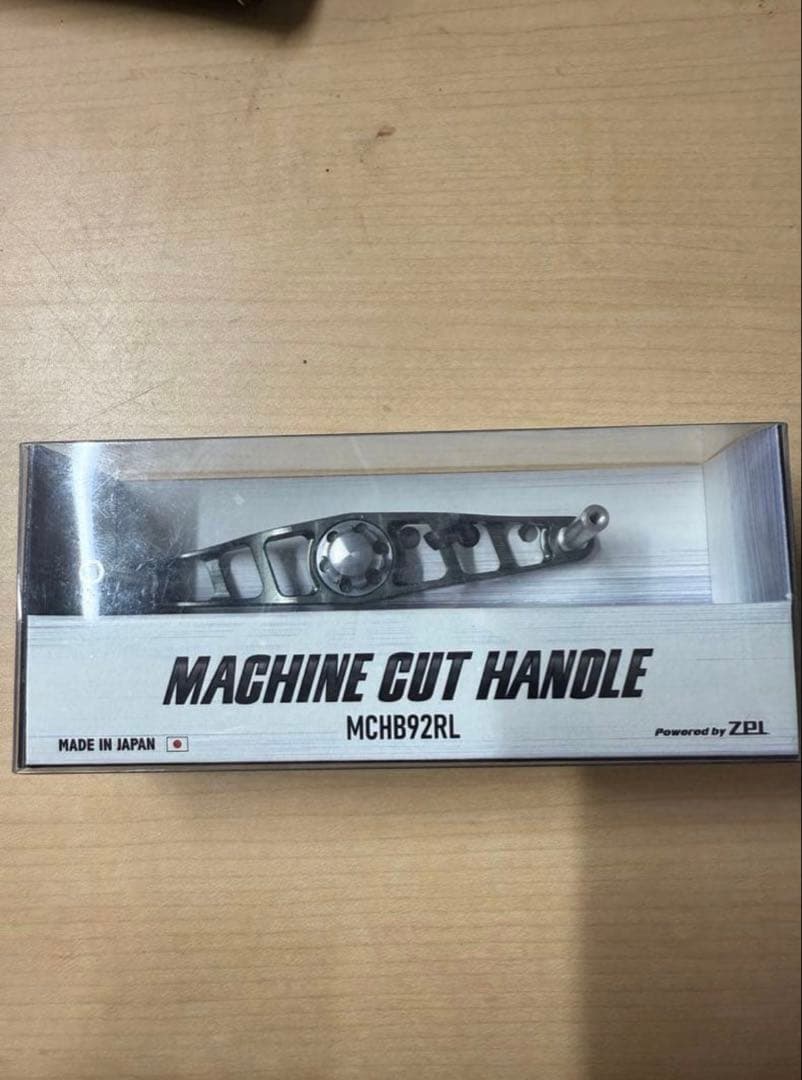 MACHINE CUT HANDLE
MCHB92RL
MADE IN JAPAN
Powered by ZPI